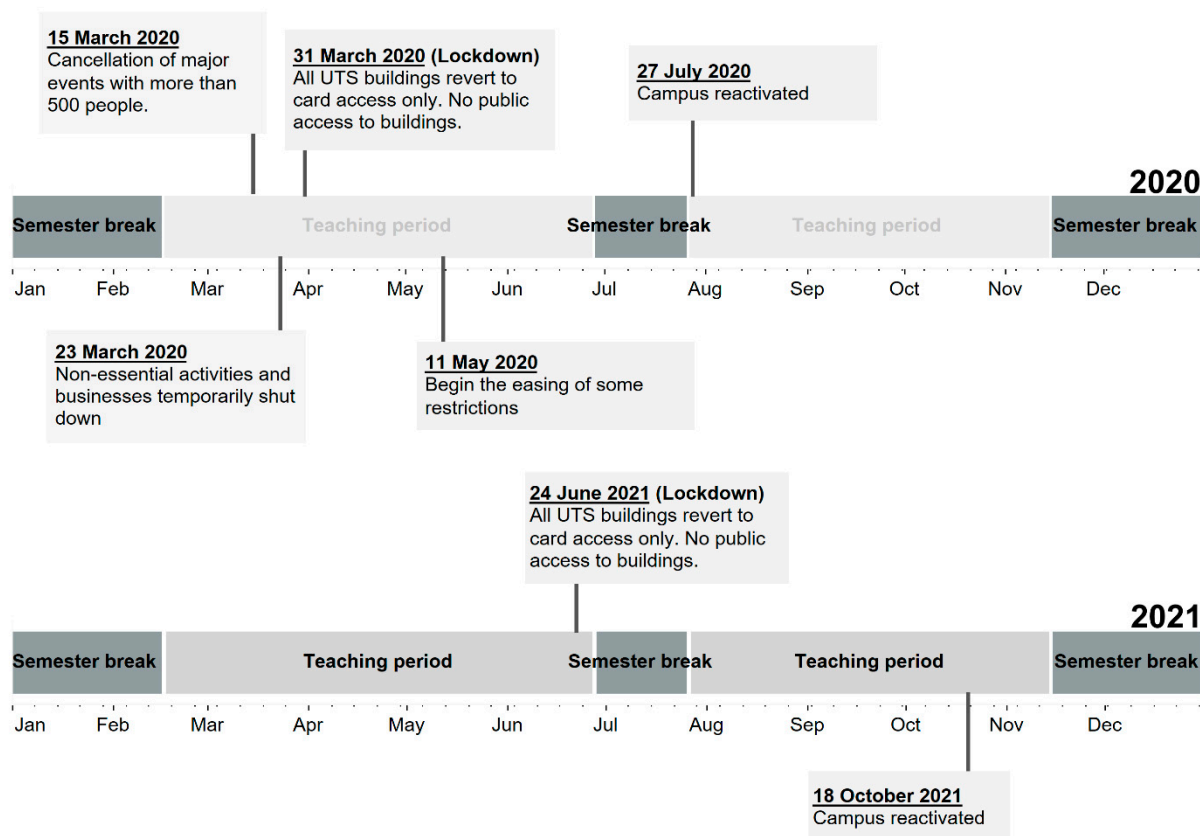 15 March 2020
Cancellation of major
events with more than
500 people.
31 March 2020 (Lockdown)
All UTS buildings revert to
card access only. No public
access to buildings.
27 July 2020
Campus reactivated
2020
Semester break
Teaching period
Semester break
Teaching period
Semester break
Jan Feb Mar Apr May Jun Jul Aug Sep Oct Nov Dec
23 March 2020
Non-essential activities and
businesses temporarily shut
down
11 May 2020
Begin the easing of some
restrictions
24 June 2021 (Lockdown)
All UTS buildings revert to
card access only. No public
access to buildings.
2021
Semester break
Teaching period
Semester break
Teaching period
Semester break
Jan Feb Mar Apr May Jun Jul Aug Sep Oct Nov Dec
18 October 2021
Campus reactivated